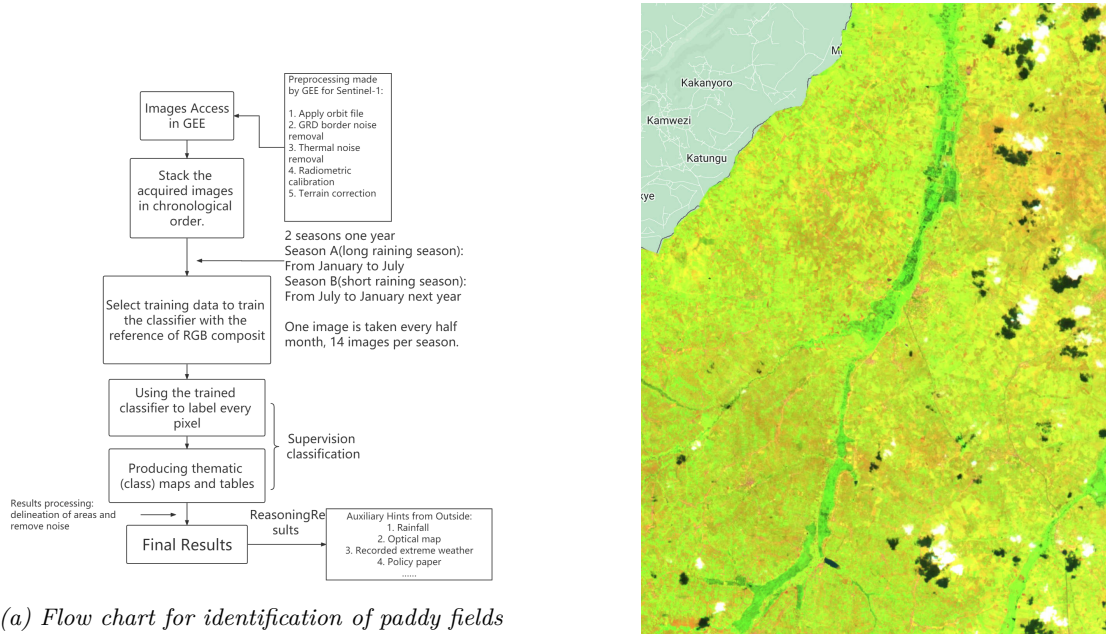 Images Access
in GEE
Preprocessing made
by GEE for Sentinel-1:
1. Apply orbit file
2. GRD border noise
removal
3. Thermal noise
removal
4. Radiometric
calibration
5. Terrain correction
Stack the
acquired images
in chronological
order.
2 seasons one year
Season A(long raining season):
From January to July
Season B(short raining season):
From July to January next year
One image is taken every half
month, 14 images per season.
Select training data to train
the classifier with the
reference of RGB composit
Using the trained
classifier to label every
pixel
Supervision
classification
Producing thematic
(class) maps and tables
Results processing:
delineation of areas and
remove noise
Final Results
ReasoningRe
sults
Auxiliary Hints from Outside:
1. Rainfall
2. Optical map
3. Recorded extreme weather
4. Policy paper
......
(a) Flow chart for identification of paddy fields
Kakanyoro
Kamwezi
Katungu